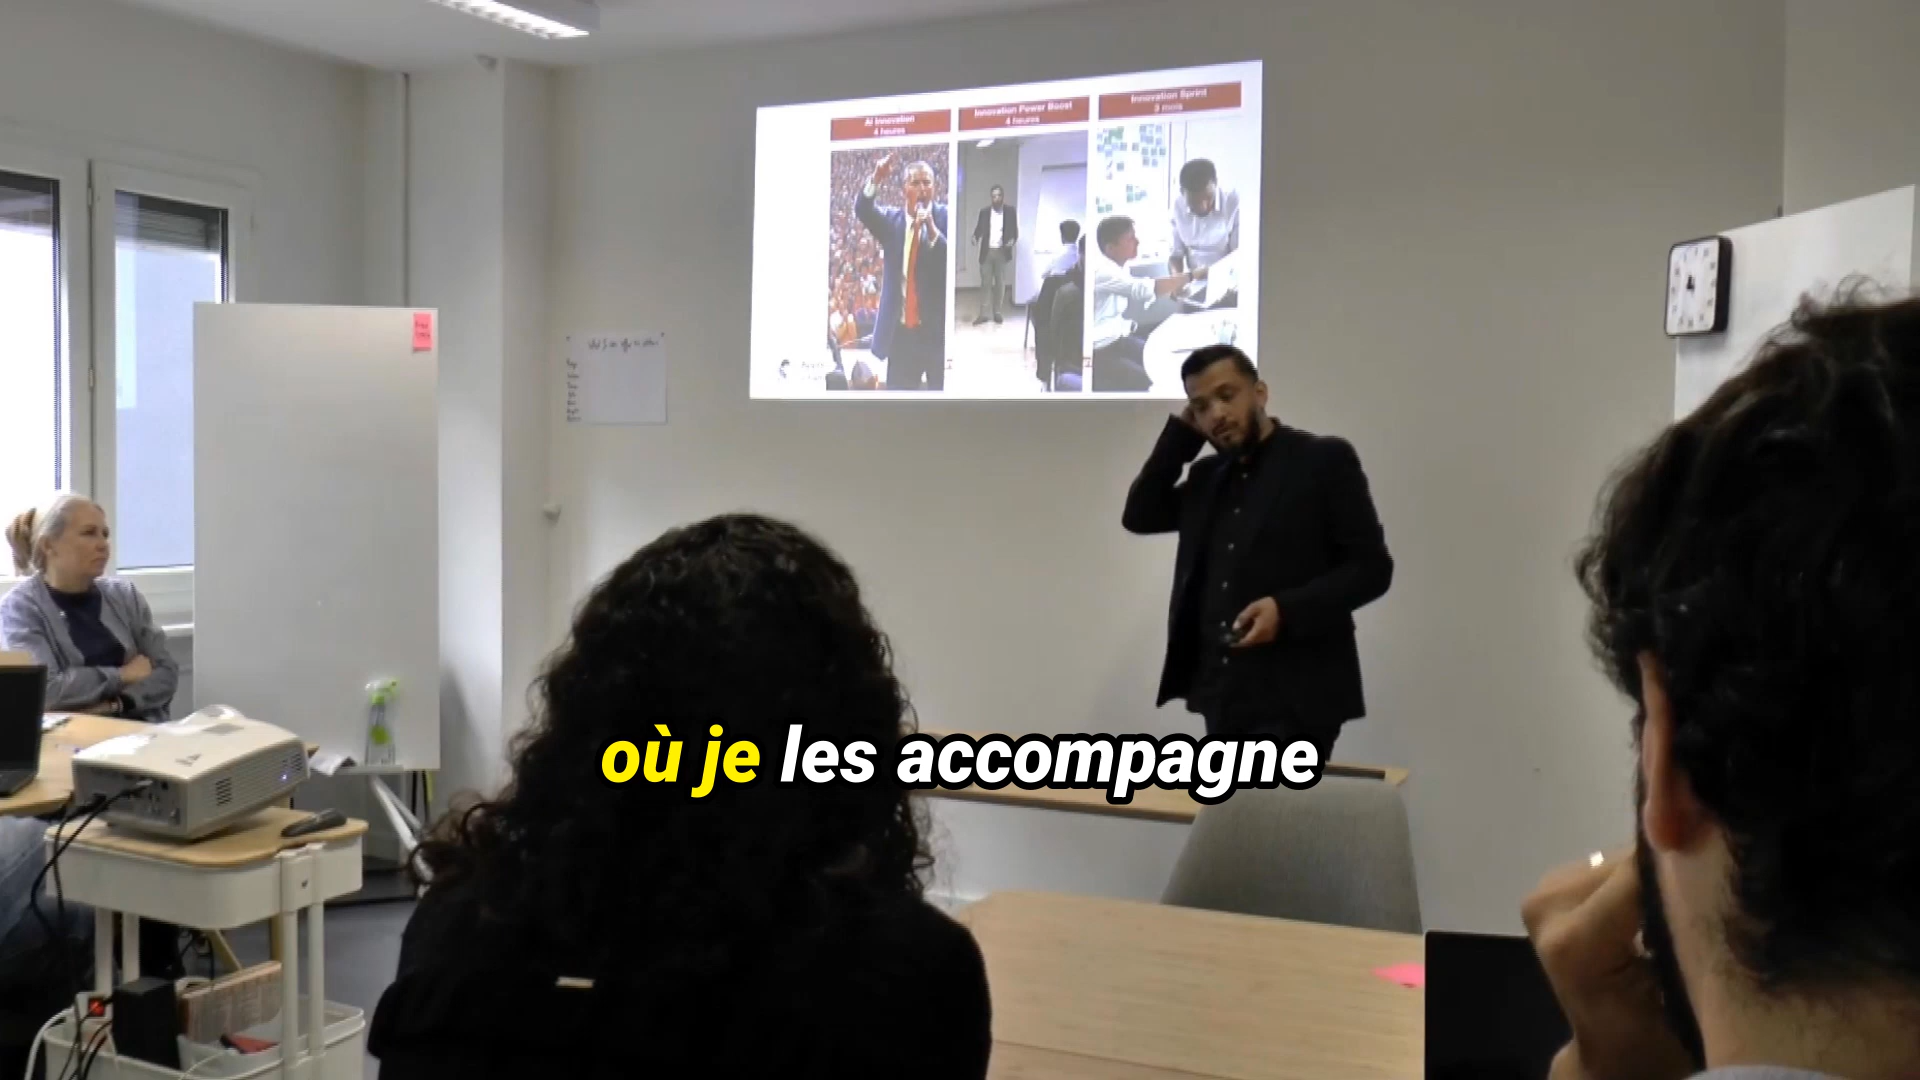 AI Innovation
4 heures
Innovation Power Boost
4 heures
Innovation Sprint
3 mois
où je les accompagne